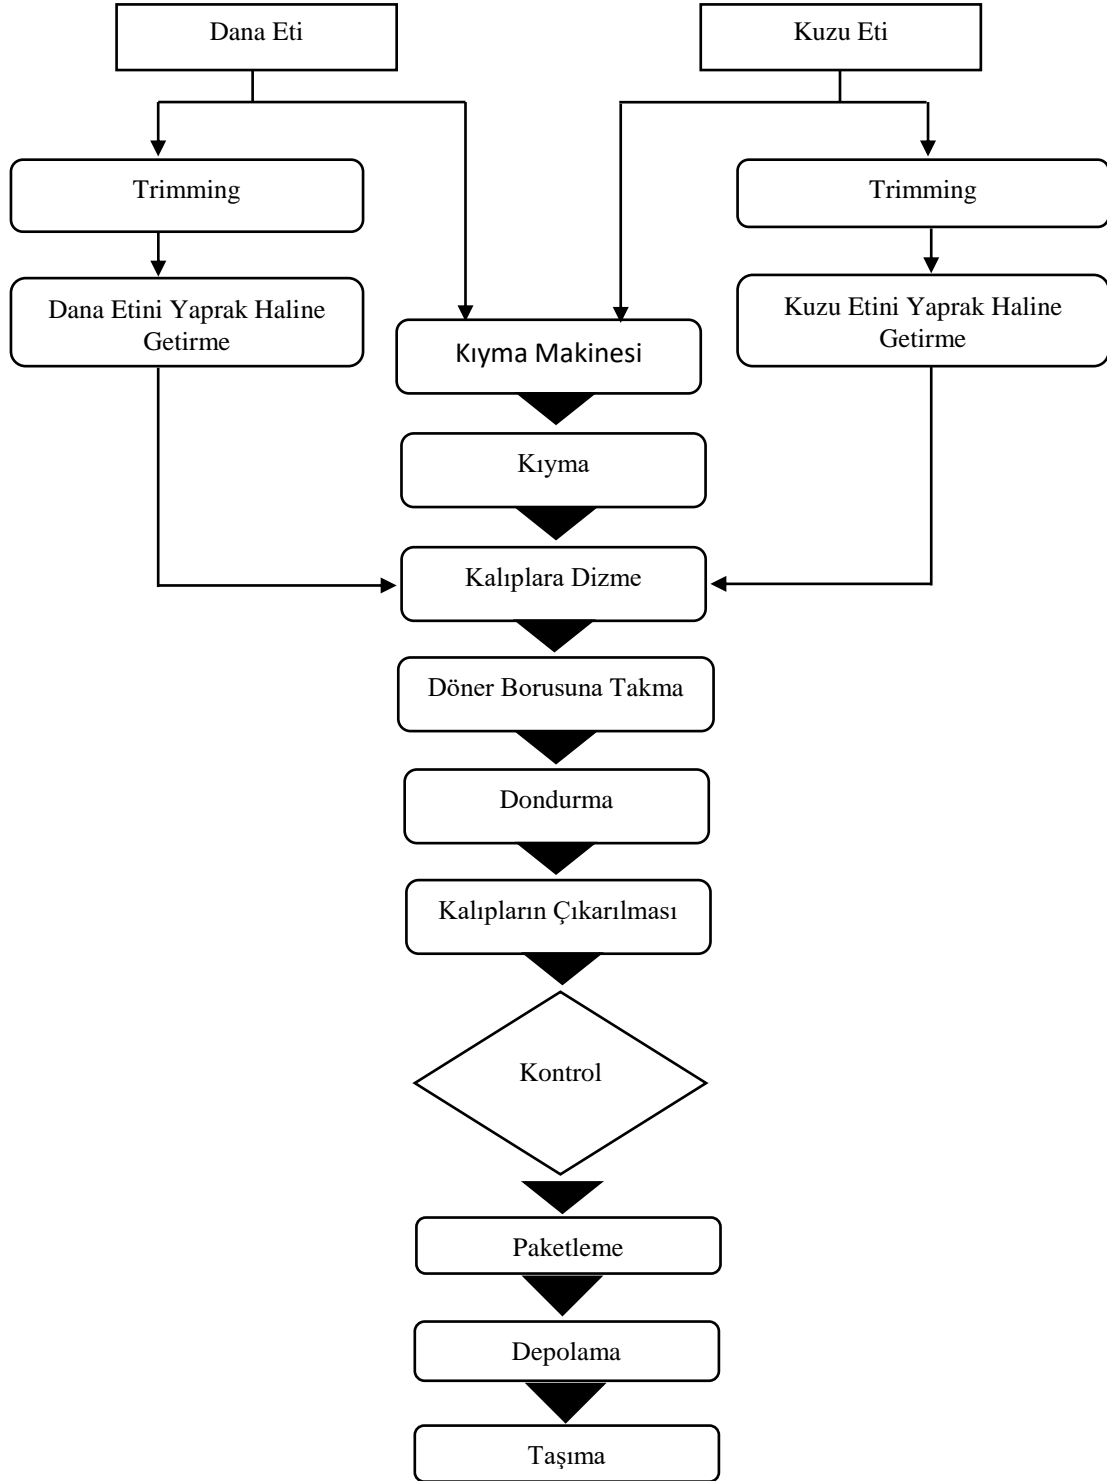 Dana Eti
Kuzu Eti
Trimming
Trimming
Dana Etini Yaprak Haline
Getirme
Kuzu Etini Yaprak Haline
Getirme
Kıyma Makinesi
Kıyma
Kalıplara Dizme
Döner Borusuna Takma
Dondurma
Kalıpların Çıkarılması
Kontrol
Paketleme
Depolama
Taşıma